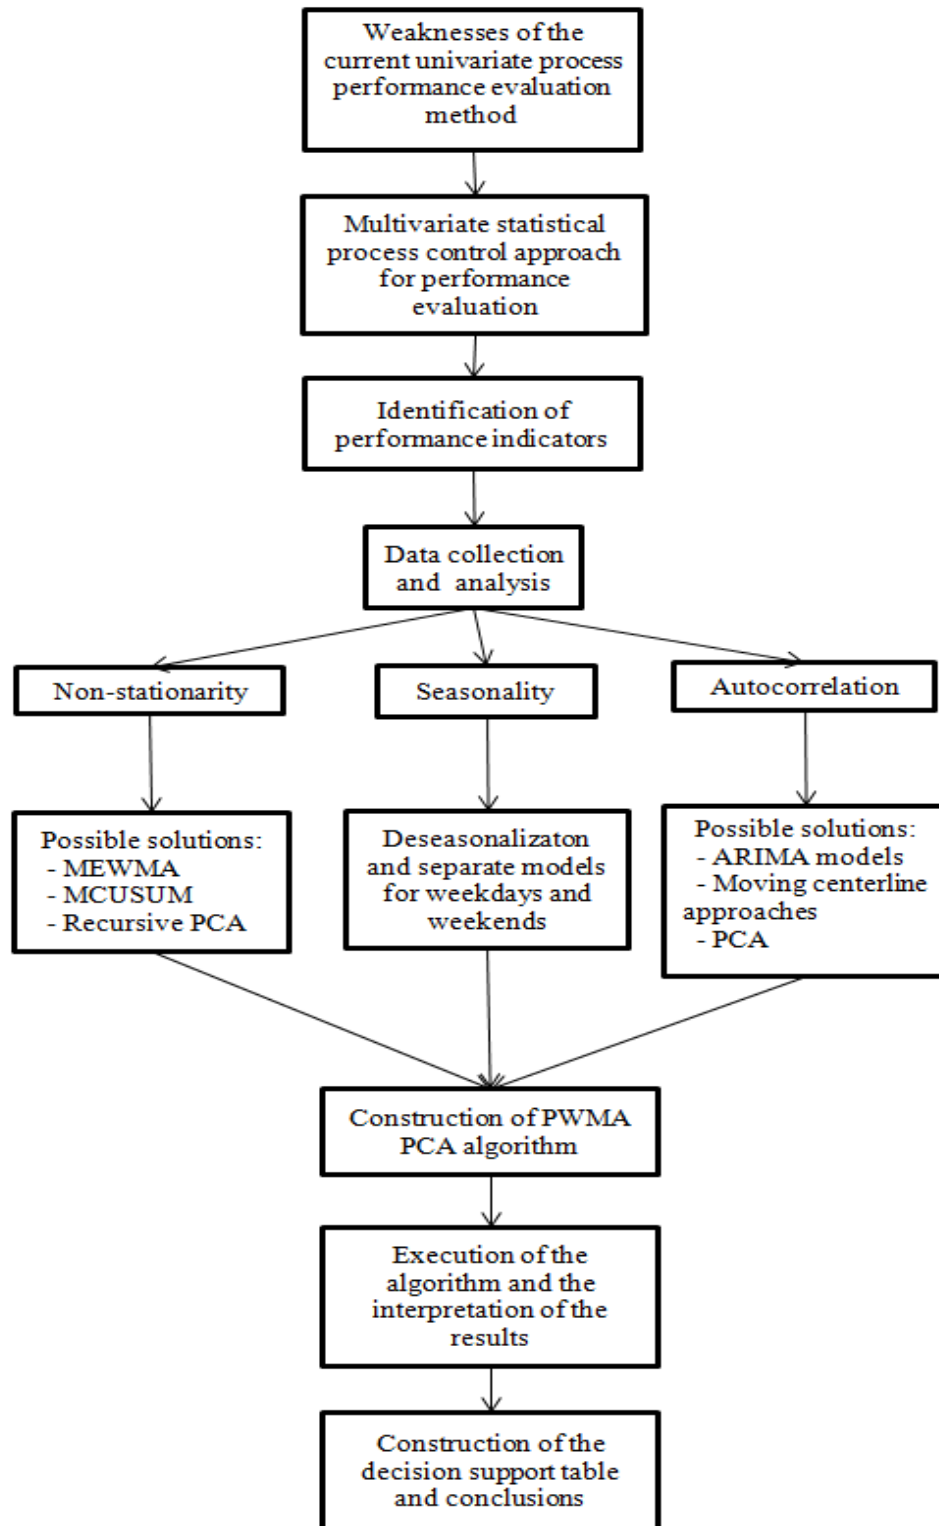 Weaknesses of the
current univariate process
performance evaluation
method
Multivariate statistical
process control approach
for performance
evaluation
Identification of
performance indicators
Data collection
and analysis
Non-stationarity
Seasonality
Autocorrelation
Possible solutions:
- MEWMA
- MCUSUM
- Recursive PCA
Deseasonalizaton
and separate models
for weekdays and
weekends
Possible solutions:
- ARIMA models
- Moving centerline
approaches
- PCA
Construction of PWMA
PCA algorithm
Execution of the
algorithm and the
interpretation of the
results
Construction of the
decision support table
and conclusions